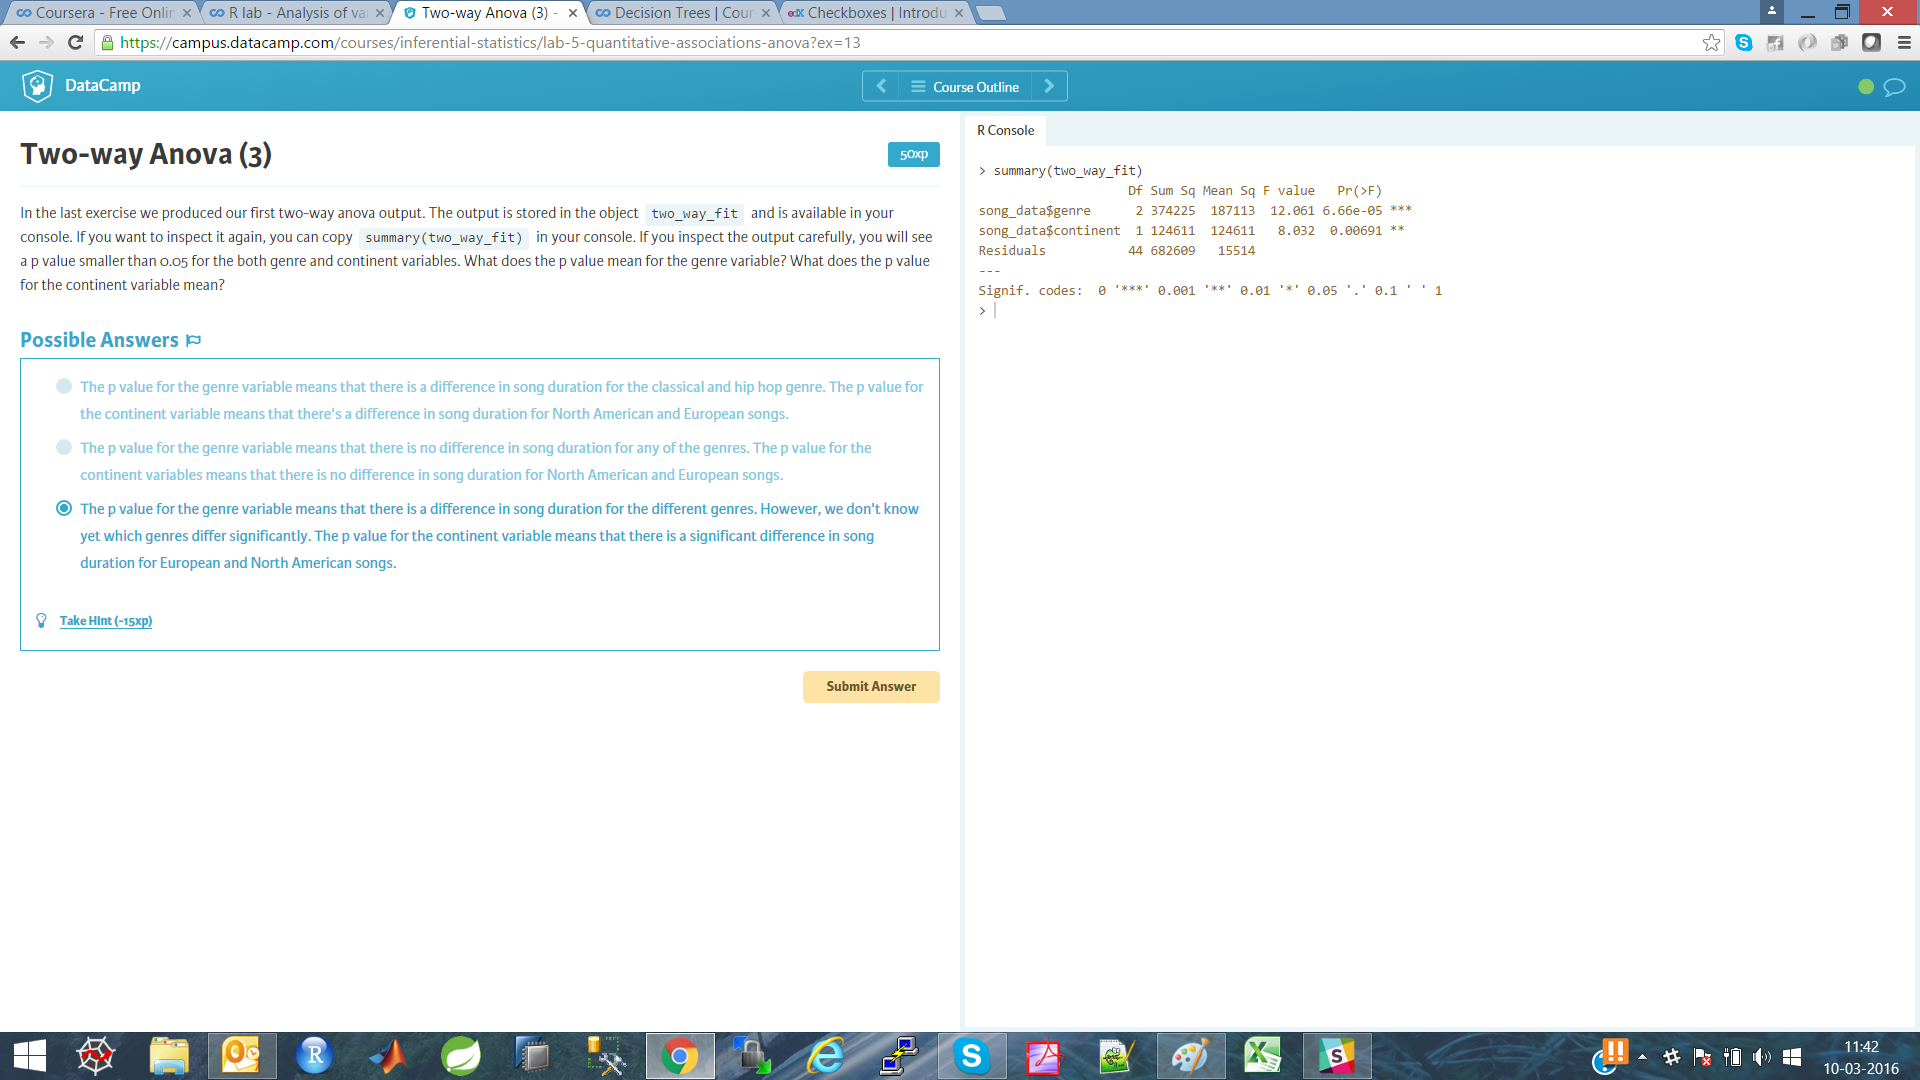 Coursera - Free Onlin
R lab - Analysis of va
Two-way Anova (3) -
Decision Trees | Cour
edX Checkboxes | Introdu
https://campus.datacamp.com/courses/inferential-statistics/lab-5-quantitative-associations-anova?ex=13
DataCamp
Course Outline
Two-way Anova (3)
50xp
In the last exercise we produced our first two-way anova output. The output is stored in the object two_way_fit and is available in your
console. If you want to inspect it again, you can copy summary(two_way_fit) in your console. If you inspect the output carefully, you will see
a p value smaller than 0.05 for the both genre and continent variables. What does the p value mean for the genre variable? What does the p value
for the continent variable mean?
Possible Answers
The p value for the genre variable means that there is a difference in song duration for the classical and hip hop genre. The p value for
the continent variable means that there's a difference in song duration for North American and European songs.
The p value for the genre variable means that there is no difference in song duration for any of the genres. The p value for the
continent variables means that there is no difference in song duration for North American and European songs.
The p value for the genre variable means that there is a difference in song duration for the different genres. However, we don't know
yet which genres differ significantly. The p value for the continent variable means that there is a significant difference in song
duration for European and North American songs.
Take Hint (-15xp)
Submit Answer
R Console
> summary(two_way_fit)
Df Sum Sq Mean Sq F value Pr(>F)
song_data$genre 2 374225 187113 12.061 6.66e-05 ***
song_data$continent 1 124611 124611 8.032 0.00691 **
Residuals 44 682609 15514
---
Signif. codes: 0 '***' 0.001 '**' 0.01 '*' 0.05 '.' 0.1 ' ' 1
>
11:42
10-03-2016